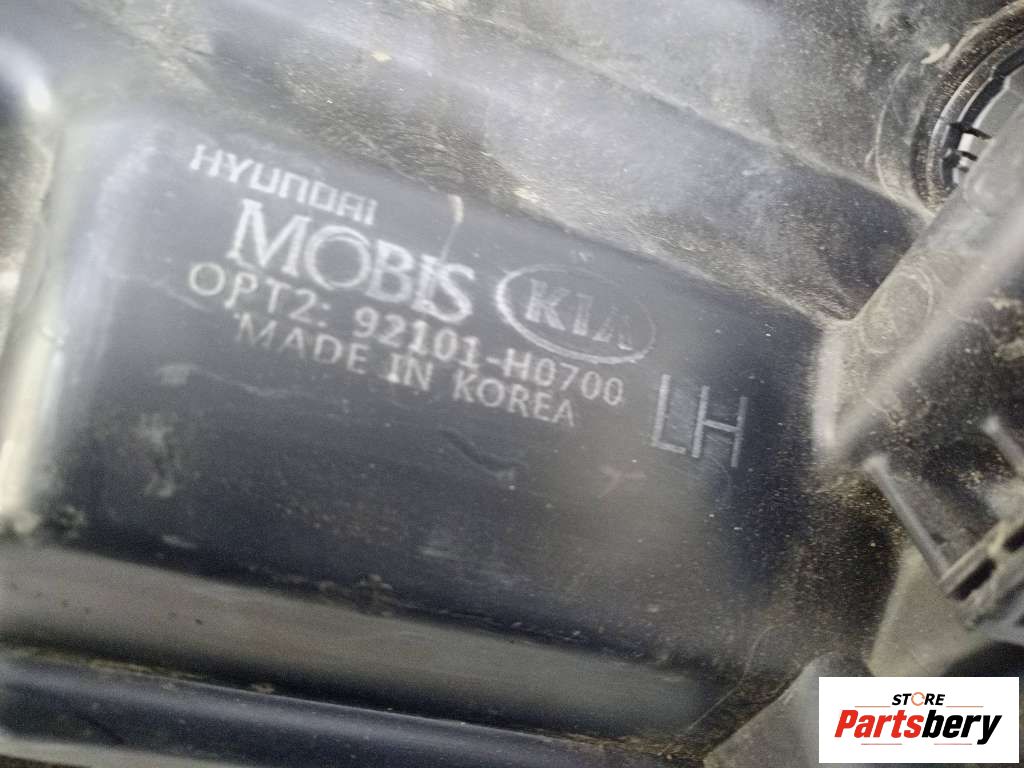 HYUNDAI
MOBIS KIA
OPT2: 92101-H0700
MADE IN KOREA
LH
STORE
Partsbery